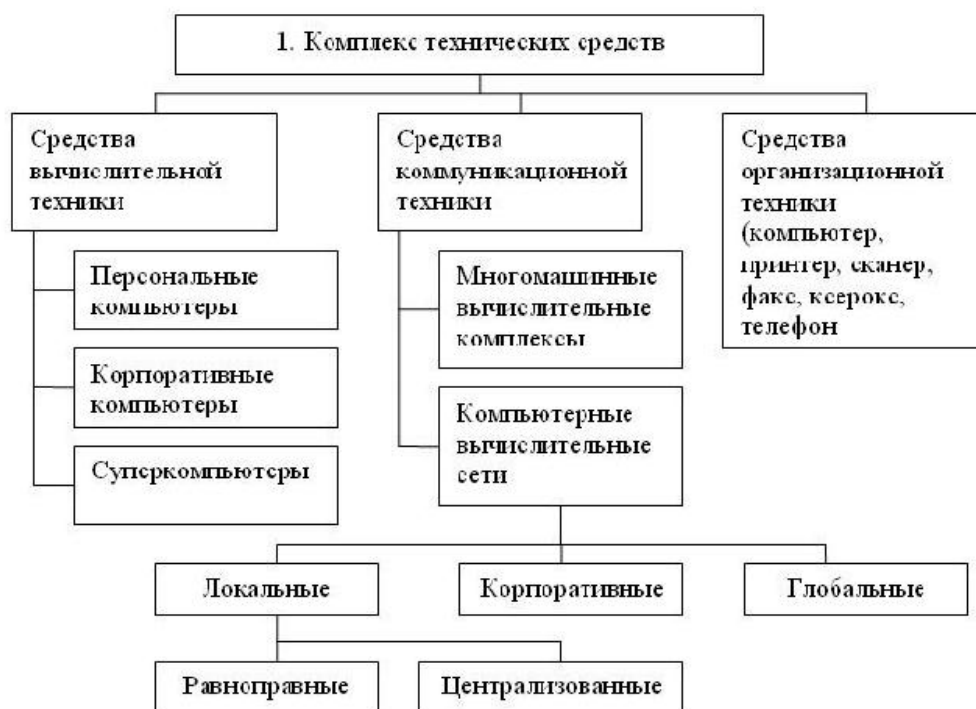 1. Комплекс технических средств
Средства
вычислительной
техники
Средства
коммуникационной
техники
Средства
организационной
техники
(компьютер,
принтер, сканер,
факс, ксерокс,
телефон
Персональные
компьютеры
Корпоративные
компьютеры
Суперкомпьютеры
Многомашинные
вычислительные
комплексы
Компьютерные
вычислительные
сети
Локальные
Корпоративные
Глобальные
Равноправные
Централизованные